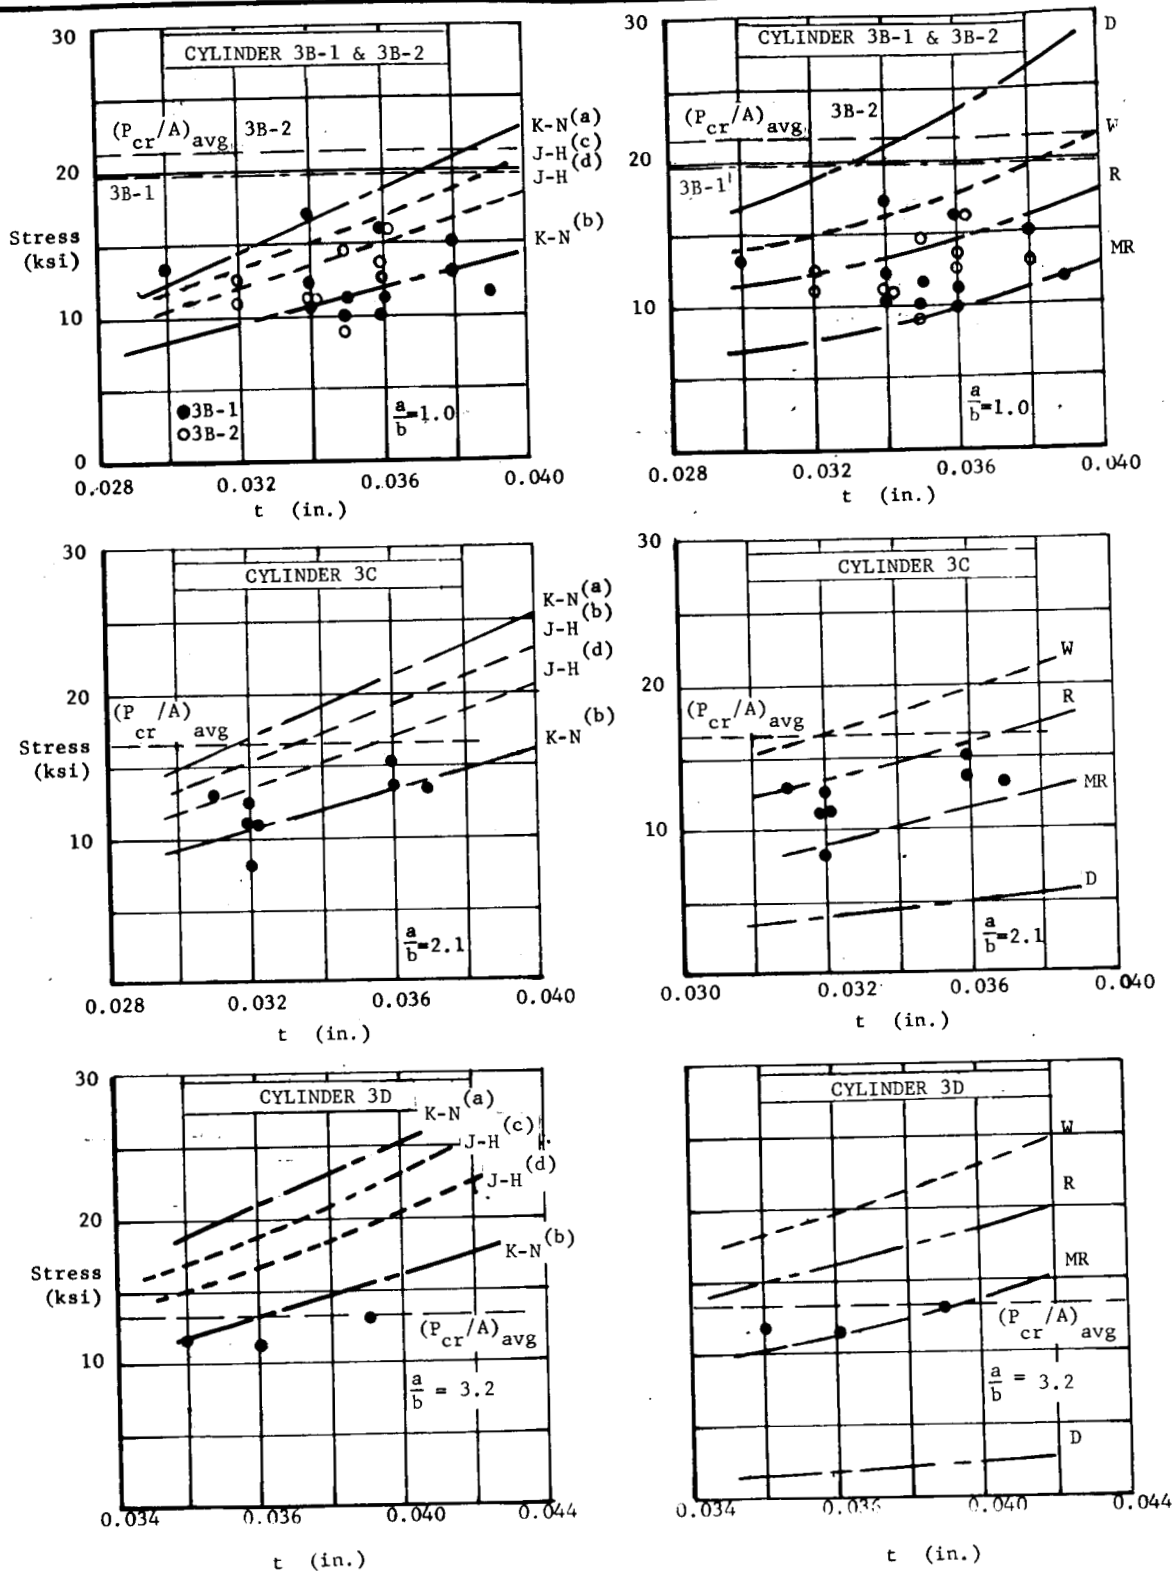 30
CYLINDER 3B-1 & 3B-2
(Pcr/A)avg 3B-2
K-N(a)
J-H(c)
20
J-H(d)
3B-1
Stress
(ksi)
K-N(b)
10
●3B-1
○3B-2
a/b=1.0
0
0.028 0.032 0.036 0.040
t (in.)
30
CYLINDER 3B-1 & 3B-2
D
(Pcr/A)avg 3B-2
W
20
3B-1
R
MR
10
a/b=1.0
0.028 0.032 0.036 0.040
t (in.)
30
CYLINDER 3C
K-N(a)
J-H(b)
J-H(d)
20
(Pcr/A)avg
K-N(b)
Stress
(ksi)
10
a/b=2.1
0.028 0.032 0.036 0.040
t (in.)
30
CYLINDER 3C
W
20
R
(Pcr/A)avg
MR
10
D
a/b=2.1
0.030 0.032 0.036 0.040
t (in.)
30
CYLINDER 3D
K-N(a)
J-H(c)
J-H(d)
20
K-N(b)
Stress
(ksi)
(Pcr/A)avg
10
a/b = 3.2
0.034 0.036 0.040 0.044
t (in.)
CYLINDER 3D
W
R
MR
(Pcr/A)avg
a/b = 3.2
D
0.034 0.036 0.040 0.044
t (in.)